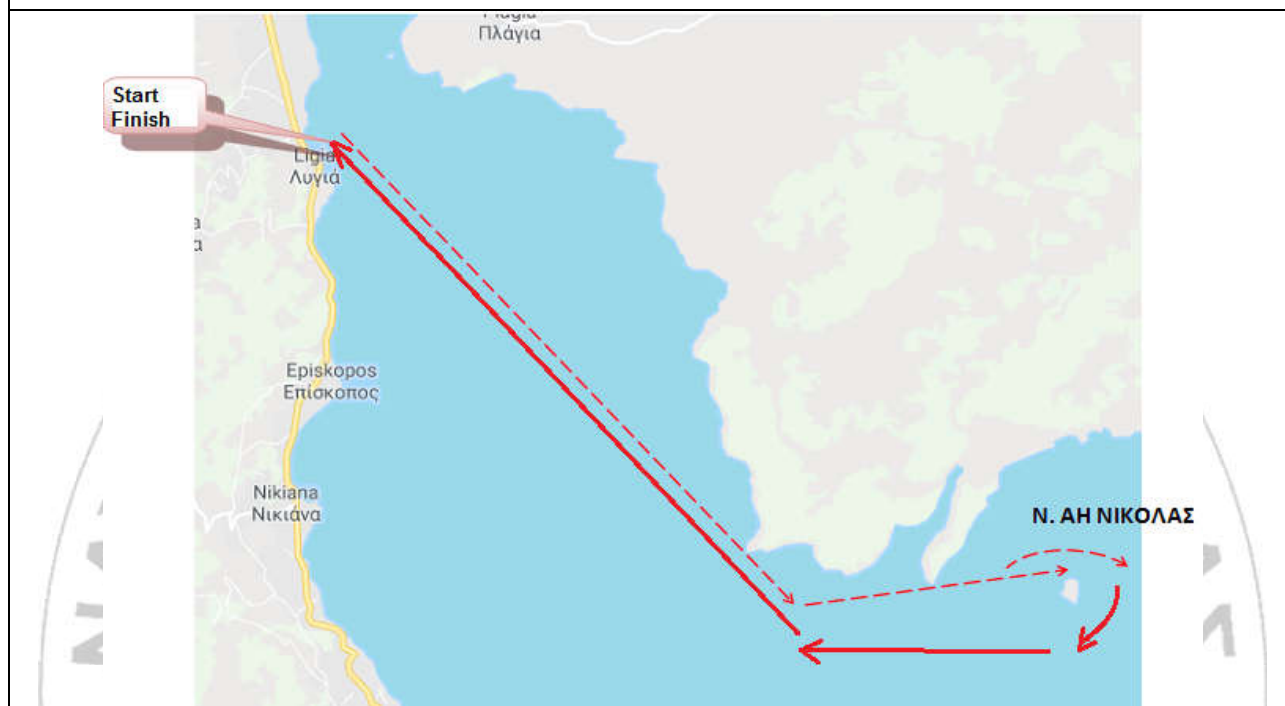 Πλάγια
Start
Finish
Ligia
Λυγιά
a
a
Episkopos
Επίσκοπος
Nikiana
Νικιάνα
Ν. ΑΗ ΝΙΚΟΛΑΣ